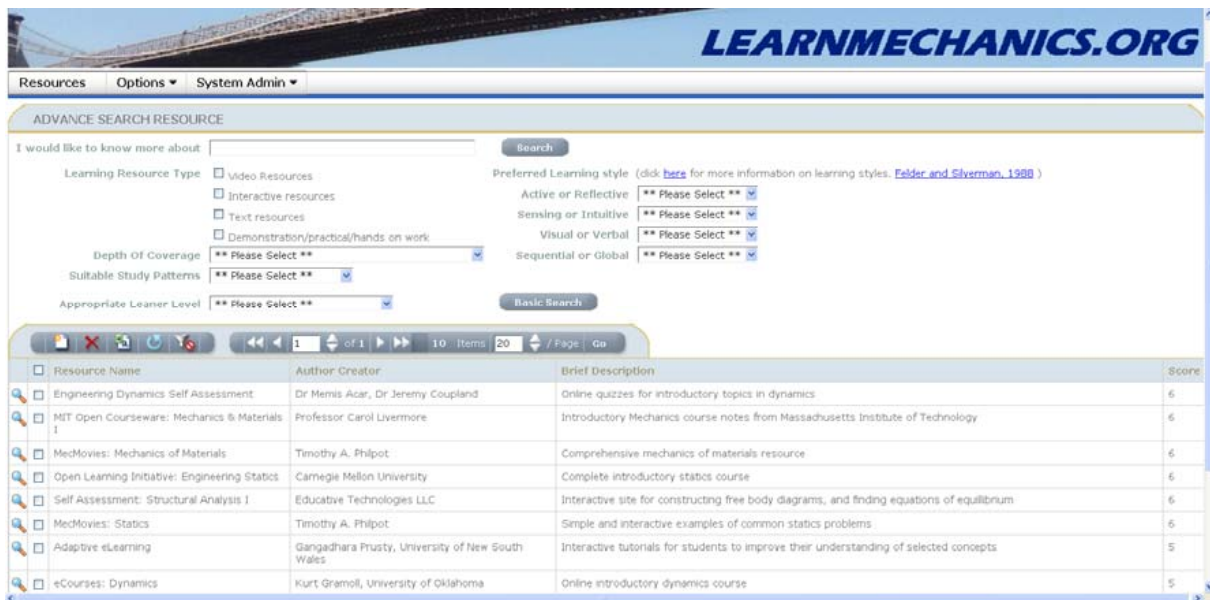 LEARNMECHANICS.ORG
Resources Options System Admin
ADVANCE SEARCH RESOURCE
I would like to know more about Search
Learning Resource Type Video Resources Preferred Learning style (click here for more information on learning styles. Felder and Silverman, 1988 )
Interactive resources Active or Reflective ** Please Select **
Text resources Sensing or Intuitive ** Please Select **
Demonstration/practical/hands on work Visual or Verbal ** Please Select **
Depth Of Coverage ** Please Select ** Sequential or Global ** Please Select **
Suitable Study Patterns ** Please Select **
Appropriate Leaner Level ** Please Select ** Basic Search
1 of 1 10 Items 20 / Page Go
Resource Name Author Creator Brief Description Score
Engineering Dynamics Self Assessment Dr Memis Acar, Dr Jeremy Coupland Online quizzes for introductory topics in dynamics 6
MIT Open Courseware: Mechanics & Materials Professor Carol Livermore Introductory Mechanics course notes from Massachusetts Institute of Technology 6
I
MecMovies: Mechanics of Materials Timothy A. Philpot Comprehensive mechanics of materials resource 6
Open Learning Initiative: Engineering Statics Carnegie Mellon University Complete introductory statics course 6
Self Assessment: Structural Analysis I Educative Technologies LLC Interactive site for constructing free body diagrams, and finding equations of equilibrium 6
MecMovies: Statics Timothy A. Philpot Simple and interactive examples of common statics problems 6
Adaptive eLearning Gangadhara Prusty, University of New South Interactive tutorials for students to improve their understanding of selected concepts 5
Wales
eCourses: Dynamics Kurt Gramoll, University of Oklahoma Online introductory dynamics course 5